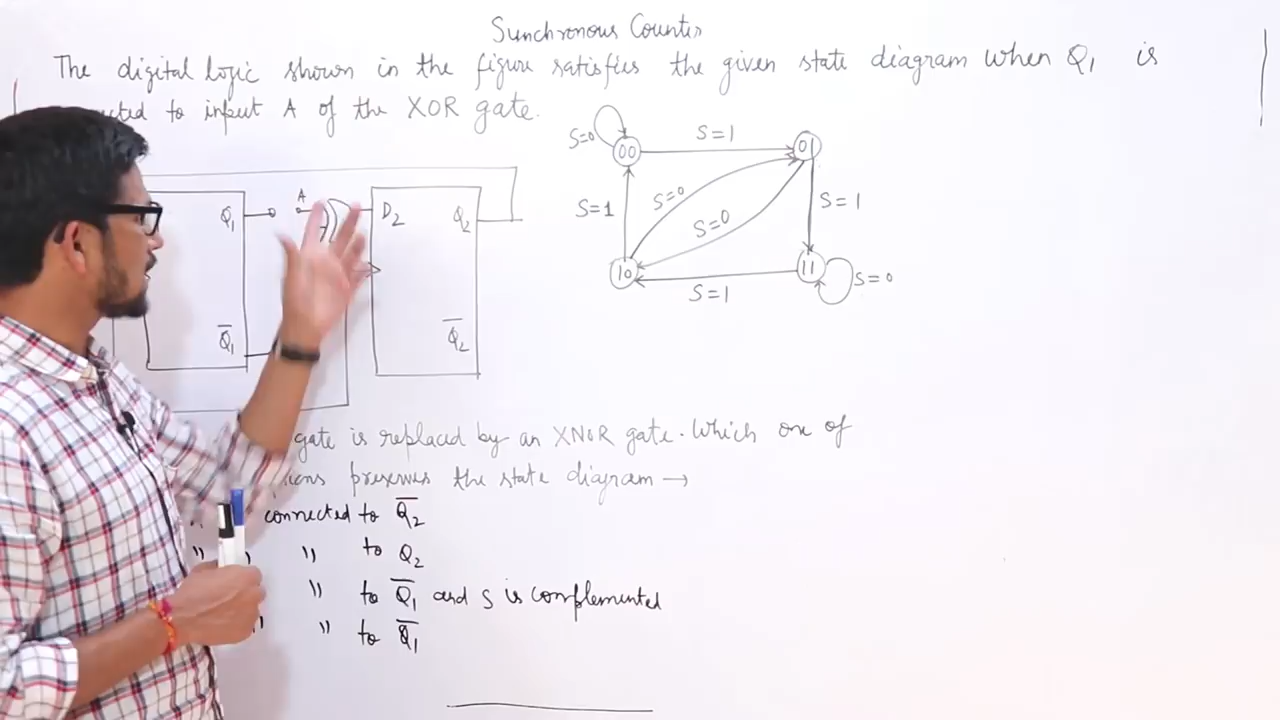 Sunchronous Counter
The digital logic shown in the figure satisfies the given state diagram when Q1 is
to input A of the XOR gate.
S=0 00 S=1 01
Q1 A D2 Q2
S=1 S=0 S=0 S=1
10 S=1 11 S=0
Q̅1 Q̅2
gate is replaced by an XNOR gate. Which one of
preserves the state diagram →
connected to Q̅2
" " " to Q2
" to Q̅1 and S is complemented
" " to Q̅1